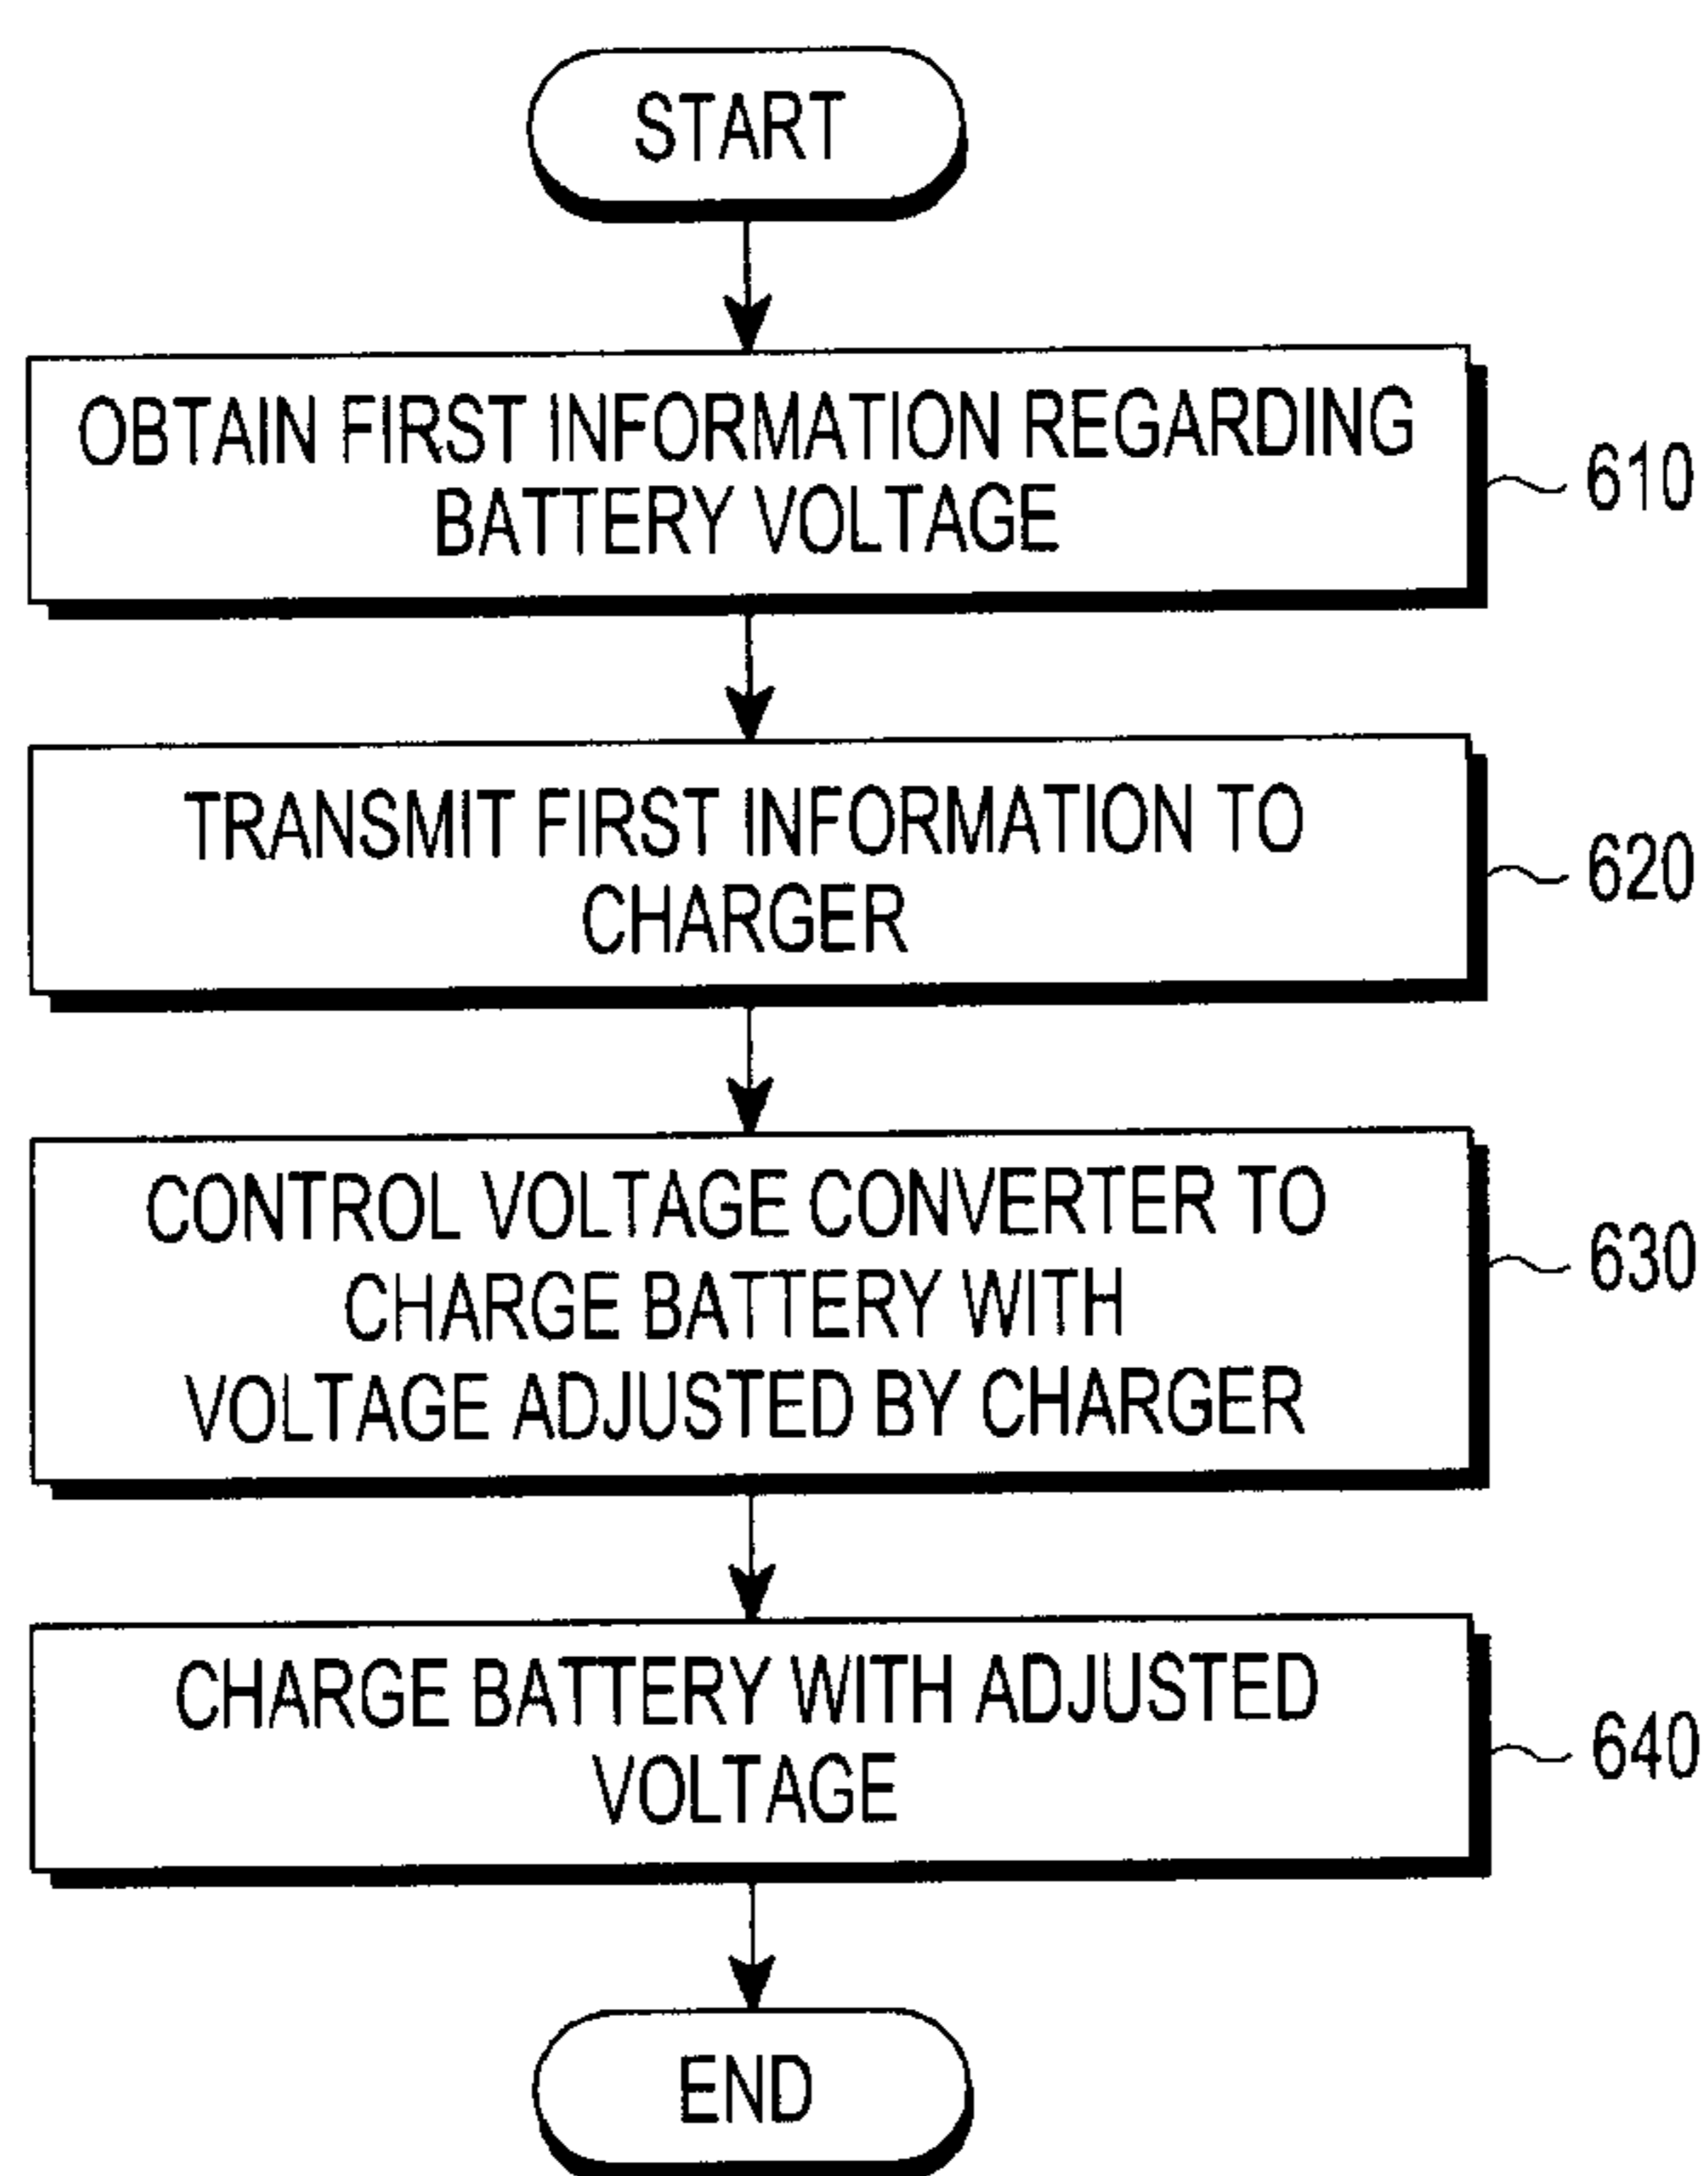 START
OBTAIN FIRST INFORMATION REGARDING
BATTERY VOLTAGE
610
TRANSMIT FIRST INFORMATION TO
CHARGER
620
CONTROL VOLTAGE CONVERTER TO
CHARGE BATTERY WITH
VOLTAGE ADJUSTED BY CHARGER
630
CHARGE BATTERY WITH ADJUSTED
VOLTAGE
640
END